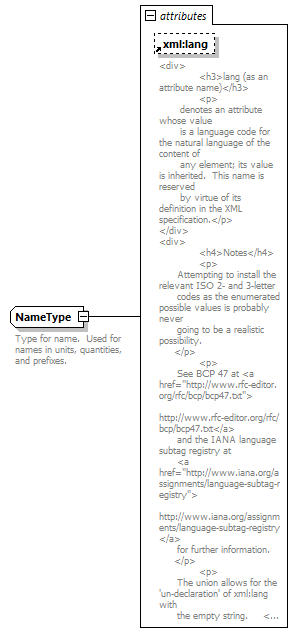 attributes
xml:lang
<div>
<h3>lang (as an
attribute name)</h3>
<p>
denotes an attribute
whose value
is a language code for
the natural language of the
content of
any element; its value
is inherited.  This name is
reserved
by virtue of its
definition in the XML
specification.</p>
</div>
<div>
<h4>Notes</h4>
<p>
Attempting to install the
relevant ISO 2- and 3-letter
codes as the enumerated
possible values is probably
never
going to be a realistic
possibility.
</p>
<p>
See BCP 47 at <a
href="http://www.rfc-editor.
org/rfc/bcp/bcp47.txt">
http://www.rfc-editor.org/rfc/
bcp/bcp47.txt</a>
and the IANA language
subtag registry at
<a
href="http://www.iana.org/a
ssignments/language-subtag-r
egistry">
http://www.iana.org/assignm
ents/language-subtag-registry
</a>
for further information.
</p>
<p>
The union allows for the
'un-declaration' of xml:lang
with
the empty string.      <...
NameType
Type for name.  Used for
names in units, quantities,
and prefixes.